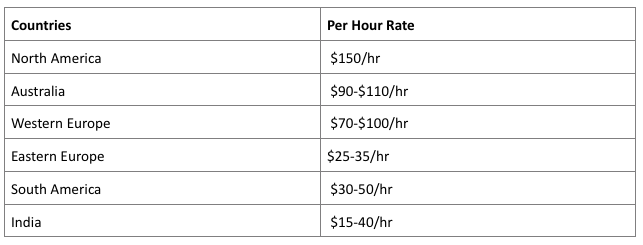 Countries Per Hour Rate
North America $150/hr
Australia $90-$110/hr
Western Europe $70-$100/hr
Eastern Europe $25-35/hr
South America $30-50/hr
India $15-40/hr